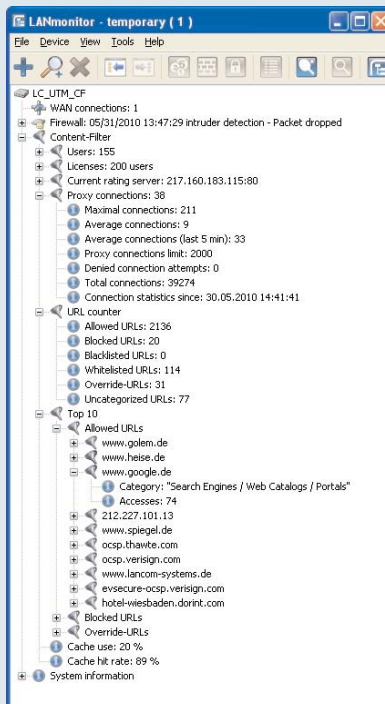 LANmonitor - temporary ( 1 )
File Device View Tools Help
LC_UTM_CF
WAN connections: 1
Firewall: 05/31/2010 13:47:29 intruder detection - Packet dropped
Content-Filter
Users: 155
Licenses: 200 users
Current rating server: 217.160.183.115:80
Proxy connections: 38
Maximal connections: 211
Average connections: 9
Average connections (last 5 min): 33
Proxy connections limit: 2000
Denied connection attempts: 0
Total connections: 39274
Connection statistics since: 30.05.2010 14:41:41
URL counter
Allowed URLs: 2136
Blocked URLs: 20
Blacklisted URLs: 0
Whitelisted URLs: 114
Override-URLs: 31
Uncategorized URLs: 77
Top 10
Allowed URLs
www.golem.de
www.heise.de
www.google.de
Category: "Search Engines / Web Catalogs / Portals"
Accesses: 74
212.227.101.13
www.spiegel.de
ocsp.thawte.com
ocsp.verisign.com
www.lancom-systems.de
evsecure-ocsp.verisign.com
hotel-wiesbaden.dorint.com
Blocked URLs
Override-URLs
Cache use: 20 %
Cache hit rate: 89 %
System information